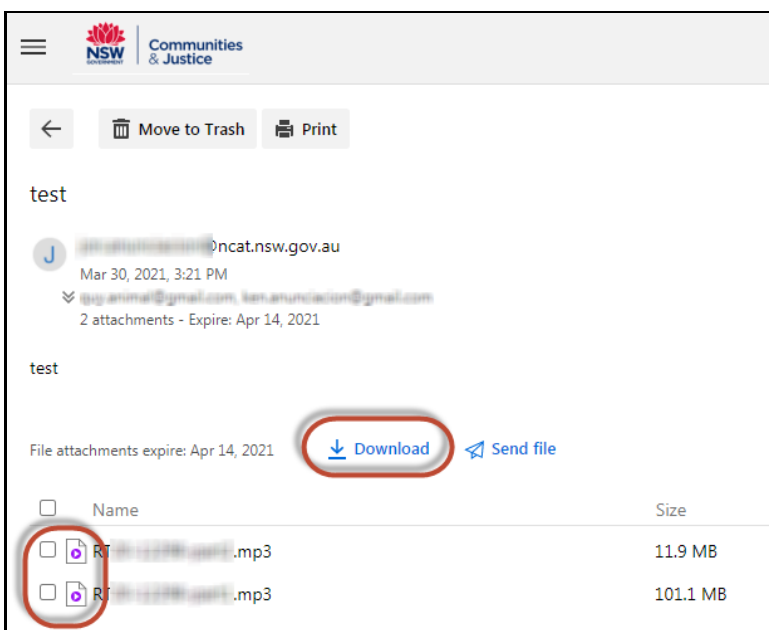 NSW
GOVERNMENT
Communities
& Justice
Move to Trash
Print
test
J
ncat.nsw.gov.au
Mar 30, 2021, 3:21 PM
2 attachments - Expire: Apr 14, 2021
test
File attachments expire: Apr 14, 2021 Download Send file
Name Size
.mp3 11.9 MB
.mp3 101.1 MB